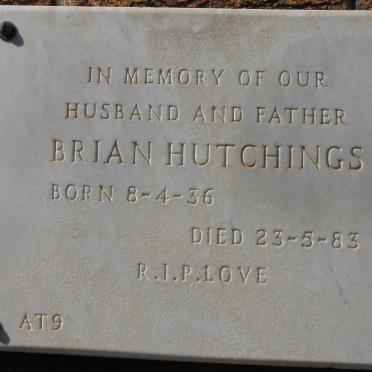 IN MEMORY OF OUR
HUSBAND AND FATHER
BRIAN HUTCHINGS
BORN 8-4-36
DIED 23-5-83
R.I.P.LOVE
AT9